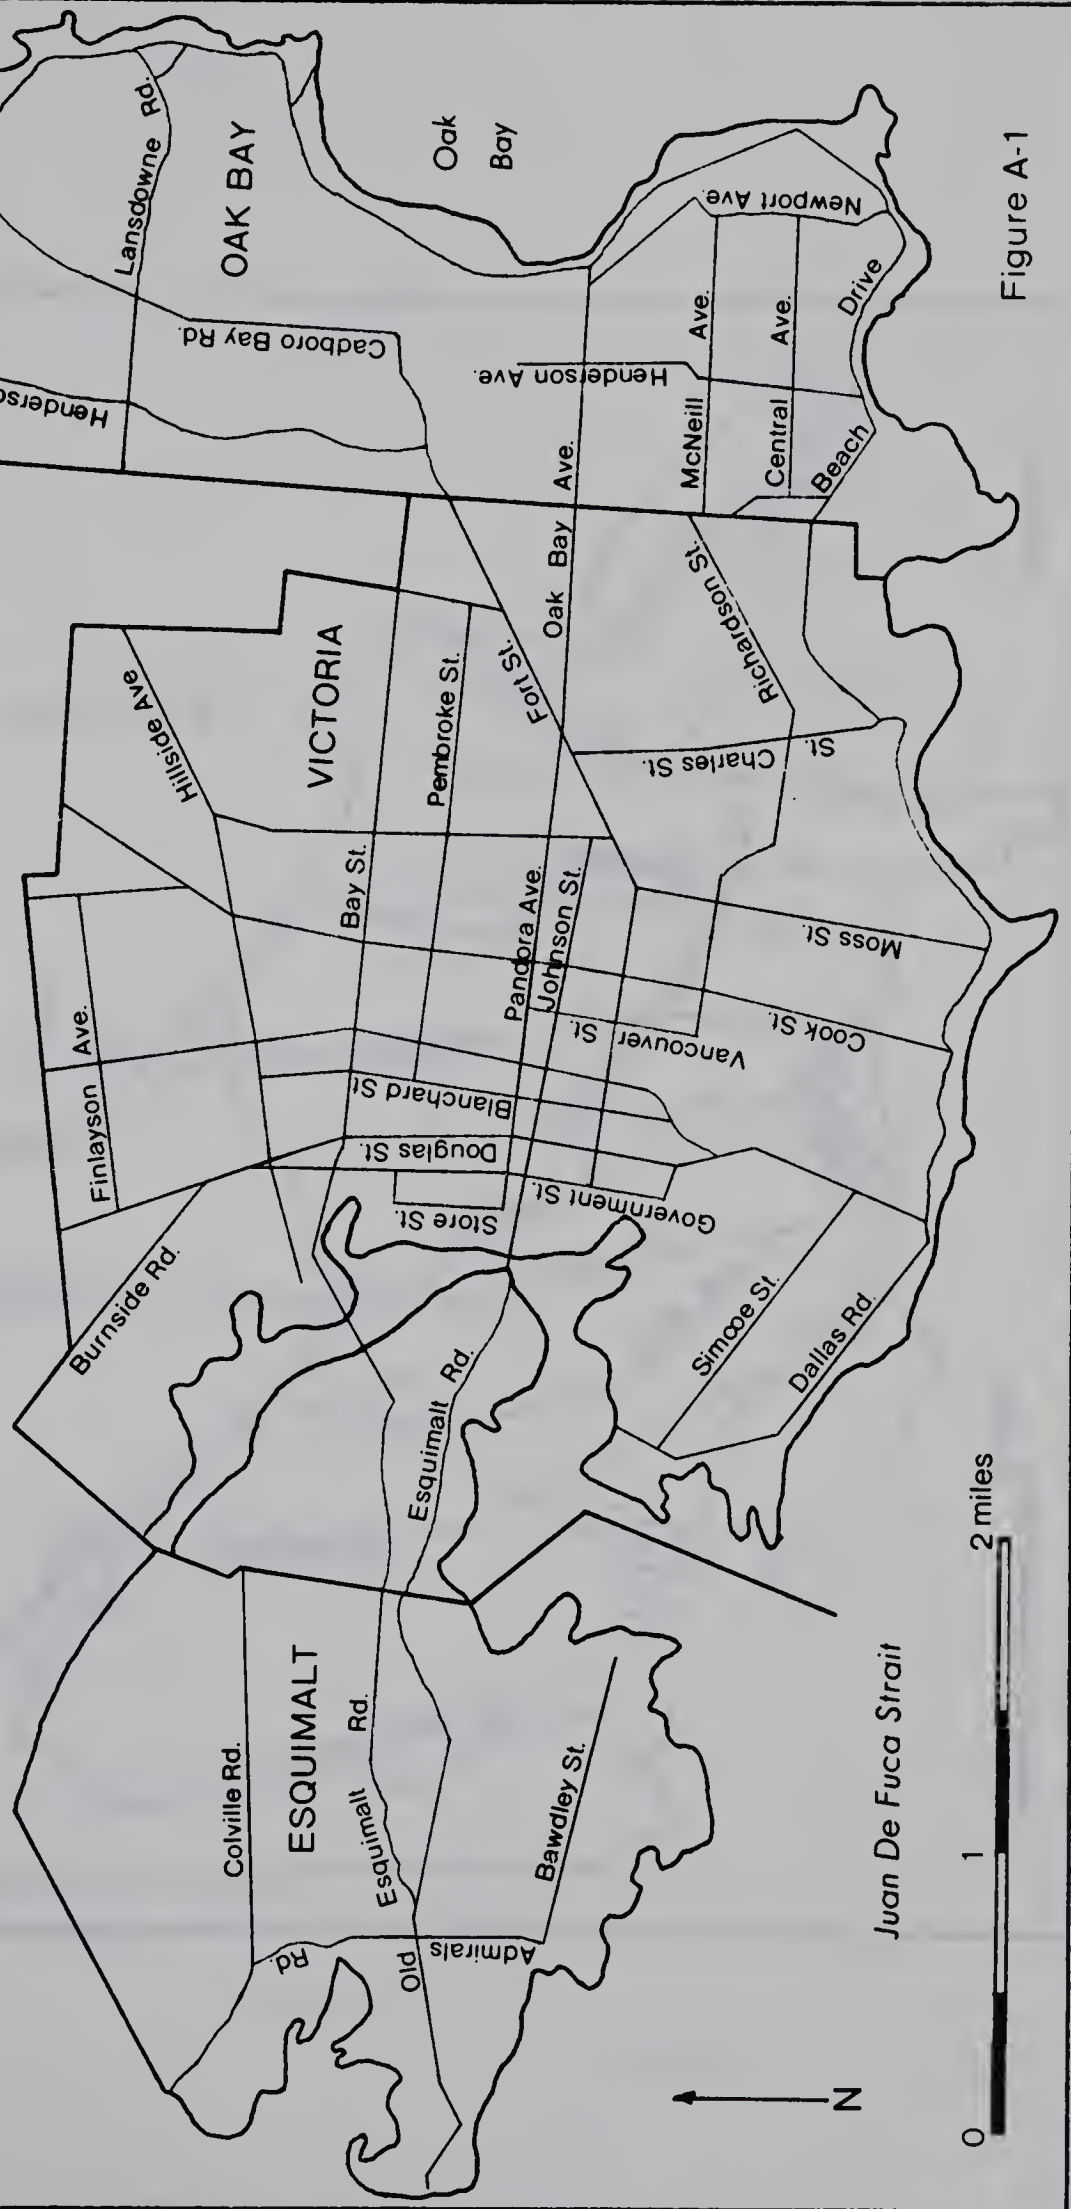 Lansdowne Rd.
OAK BAY
Oak
Bay
Cadboro Bay Rd.
Henderso
Henderson Ave.
Newport Ave.
McNeill Ave.
Central Ave.
Beach Drive
Oak Bay Ave.
Figure A-1
VICTORIA
Hillside Ave
Pembroke St.
Fort St.
Richardson St.
Charles St.
St.
Bay St.
Pandora Ave.
Johnson St.
Moss St.
Cook St.
Vancouver St.
Finlayson Ave.
Blanchard St
Douglas St.
Government St.
Store St.
Burnside Rd.
Simcoe St.
Dallas Rd.
Esquimalt Rd.
ESQUIMALT
Colville Rd.
Esquimalt Rd.
Old
Admirals Rd.
Bawdley St.
Juan De Fuca Strait
N
0 1 2 miles